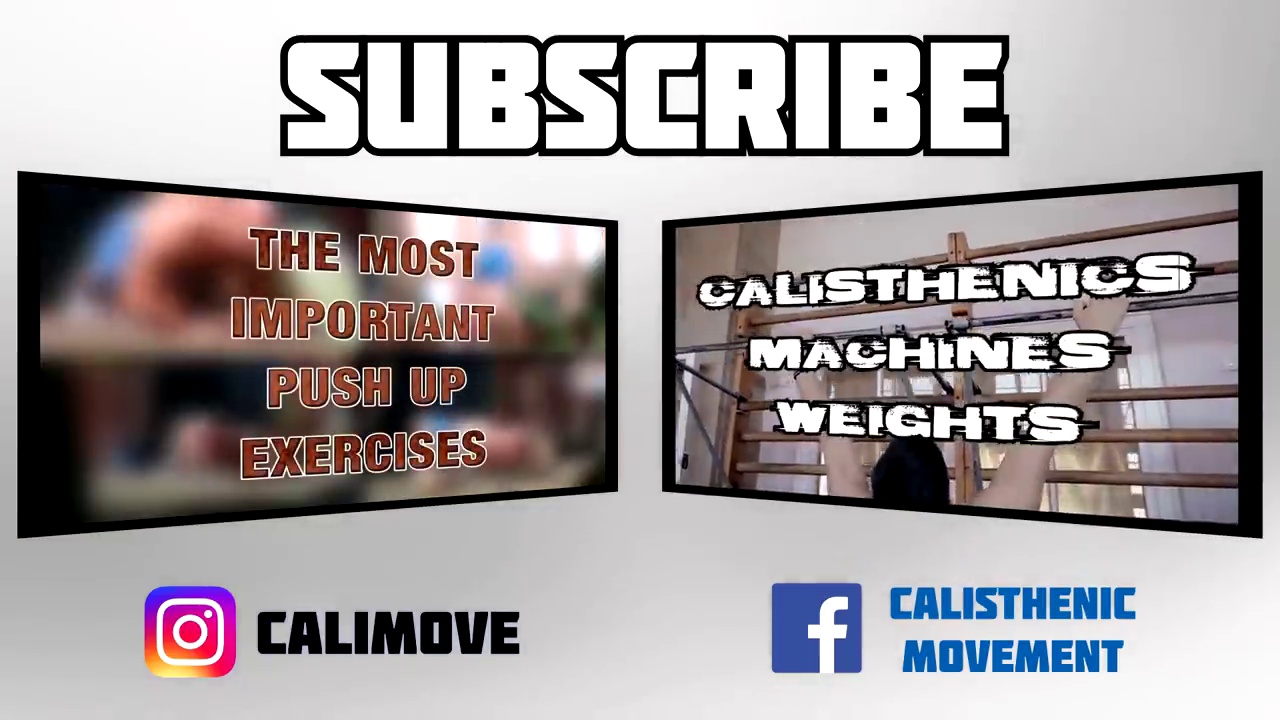 SUBSCRIBE
THE MOST
IMPORTANT
PUSH UP
EXERCISES
CALISTHENICS
MACHINES
WEIGHTS
CALIMOVE
CALISTHENIC
MOVEMENT